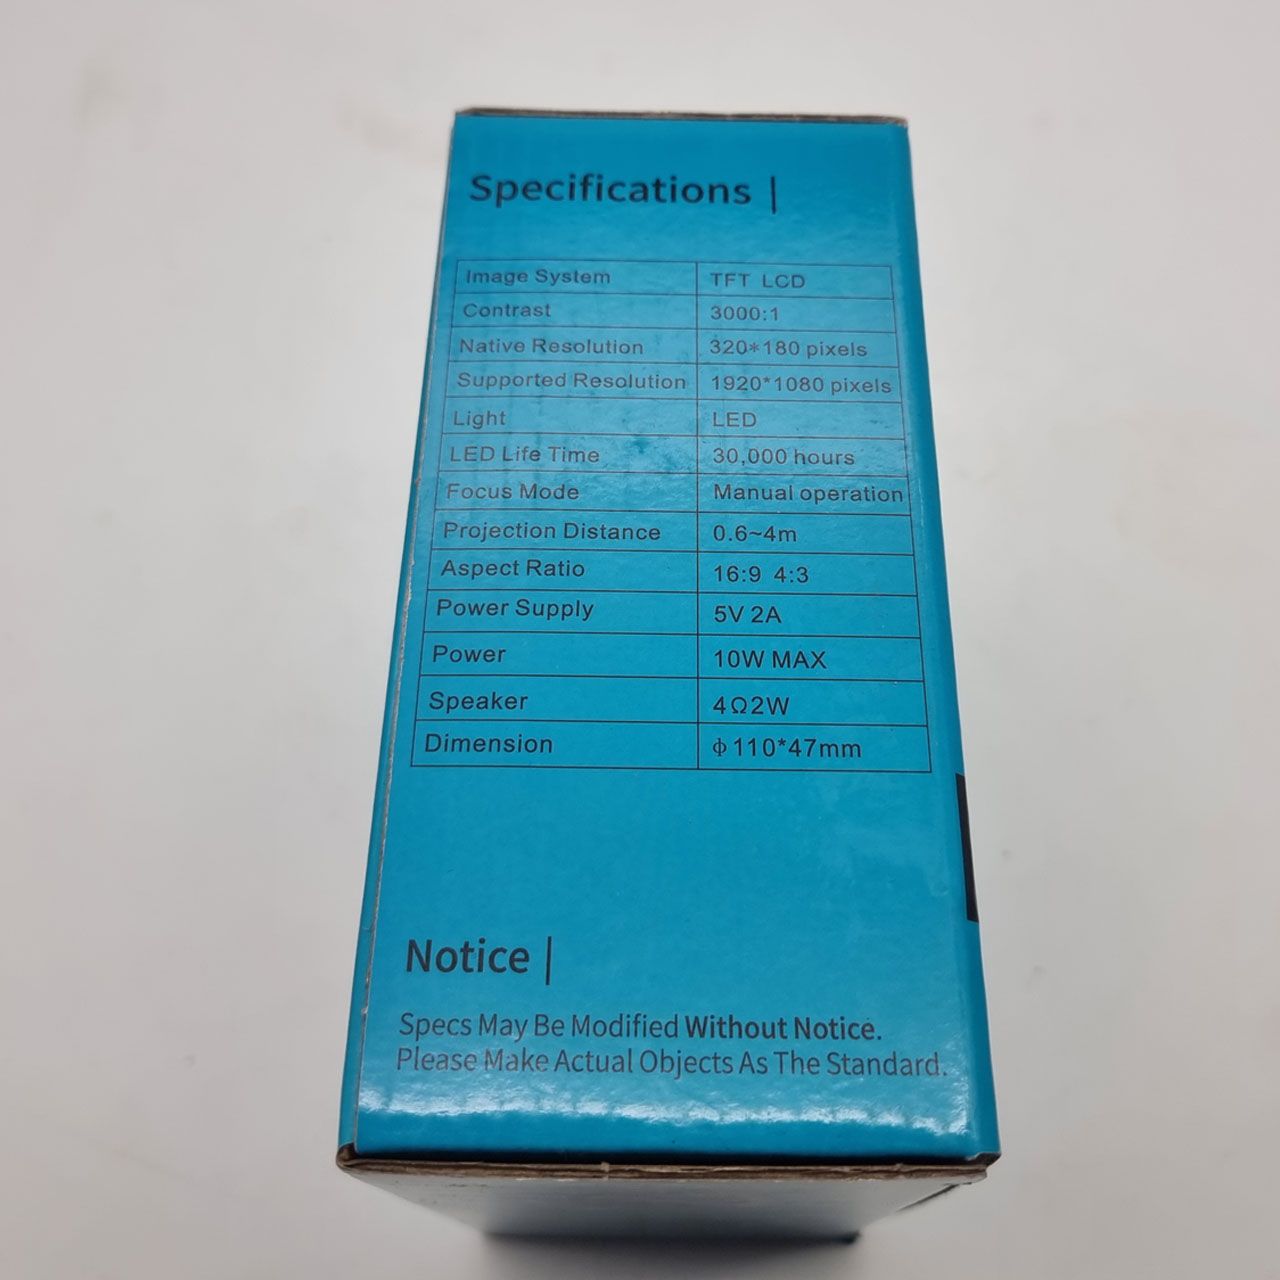 Specifications |
Image System TFT LCD
Contrast 3000:1
Native Resolution 320*180 pixels
Supported Resolution 1920*1080 pixels
Light LED
LED Life Time 30,000 hours
Focus Mode Manual operation
Projection Distance 0.6~4m
Aspect Ratio 16:9 4:3
Power Supply 5V 2A
Power 10W MAX
Speaker 4Ω2W
Dimension ф110*47mm
Notice |
Specs May Be Modified Without Notice.
Please Make Actual Objects As The Standard.